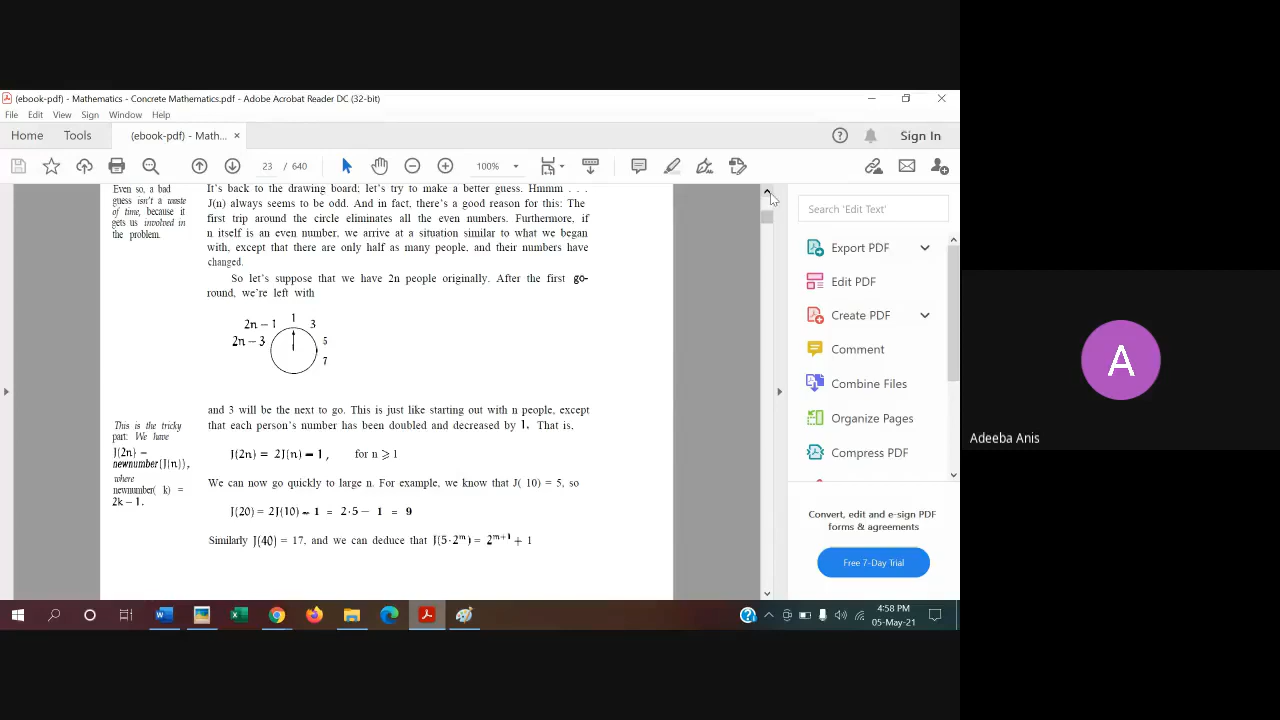 (ebook-pdf) - Mathematics - Concrete Mathematics.pdf - Adobe Acrobat Reader DC (32-bit)
File Edit View Sign Window Help
Home Tools (ebook-pdf) - Math... × Sign In
23 / 640 100%
Even so, a bad
guess isn't a waste
of time, because it
gets us involved in
the problem.
It's back to the drawing board; let's try to make a better guess. Hmmm . . .
J(n) always seems to be odd. And in fact, there's a good reason for this: The
first trip around the circle eliminates all the even numbers. Furthermore, if
n itself is an even number, we arrive at a situation similar to what we began
with, except that there are only half as many people, and their numbers have
changed.
So let's suppose that we have 2n people originally. After the first go-
round, we're left with
2n − 1 1 3
2n − 3 5
7
and 3 will be the next to go. This is just like starting out with n people, except
that each person's number has been doubled and decreased by 1. That is,
This is the tricky
part: We have
J(2n) =
newnumber(J(n)),
where
newnumber( k) =
2k − 1.
J(2n) = 2J(n) − 1 , for n ⩾ 1
We can now go quickly to large n. For example, we know that J( 10) = 5, so
J(20) = 2J(10) − 1 = 2·5 − 1 = 9
Similarly J(40) = 17, and we can deduce that J(5·2^m) = 2^{m+1} + 1
Search 'Edit Text'
Export PDF
Edit PDF
Create PDF
Comment
Combine Files
Organize Pages
Compress PDF
Convert, edit and e-sign PDF
forms & agreements
Free 7-Day Trial
A
Adeeba Anis
4:58 PM
05-May-21